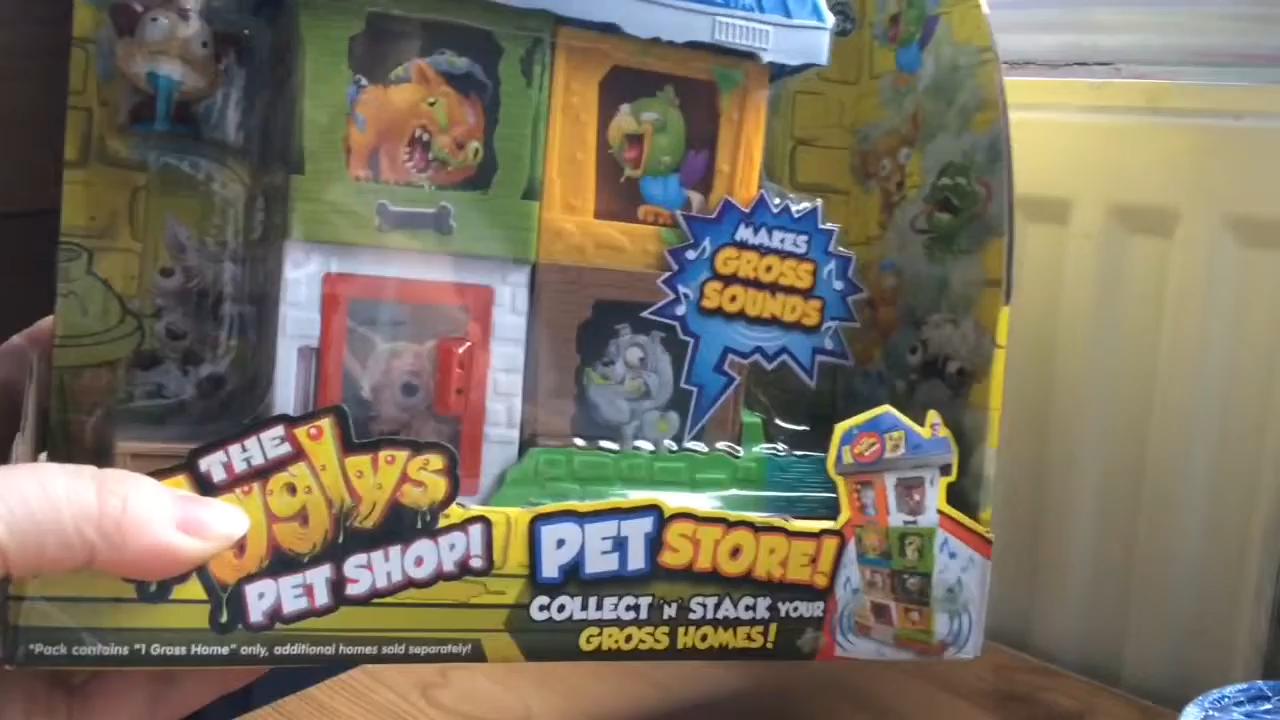 MAKES
GROSS
SOUNDS
THE
Ugglys
PET SHOP!
PET STORE!
COLLECT 'N' STACK YOUR
GROSS HOMES!
*Pack contains "1 Gross Home" only, additional homes sold separately!